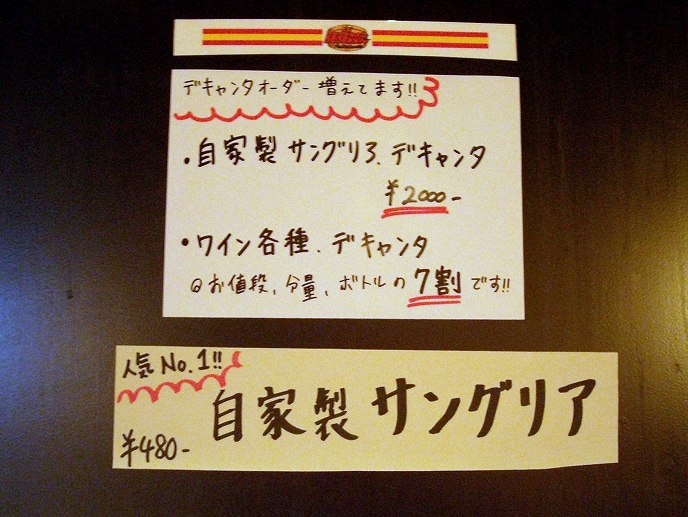 デキャンタオーダー増えてます!!
・自家製サングリア、デキャンタ
¥2000-
・ワイン各種、デキャンタ
@お値段、分量、ボトルの7割です!!
人気No.1!!
自家製サングリア
¥480-